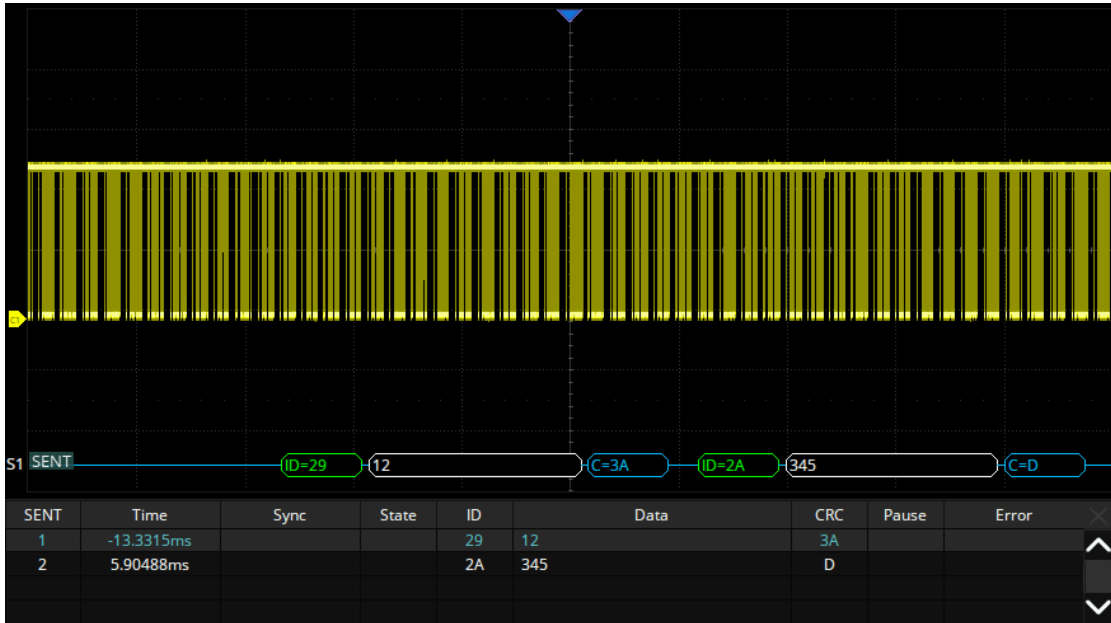 C1
S1 SENT ID=29 12 C=3A ID=2A 345 C=D
SENT Time Sync State ID Data CRC Pause Error
1 -13.3315ms 29 12 3A
2 5.90488ms 2A 345 D